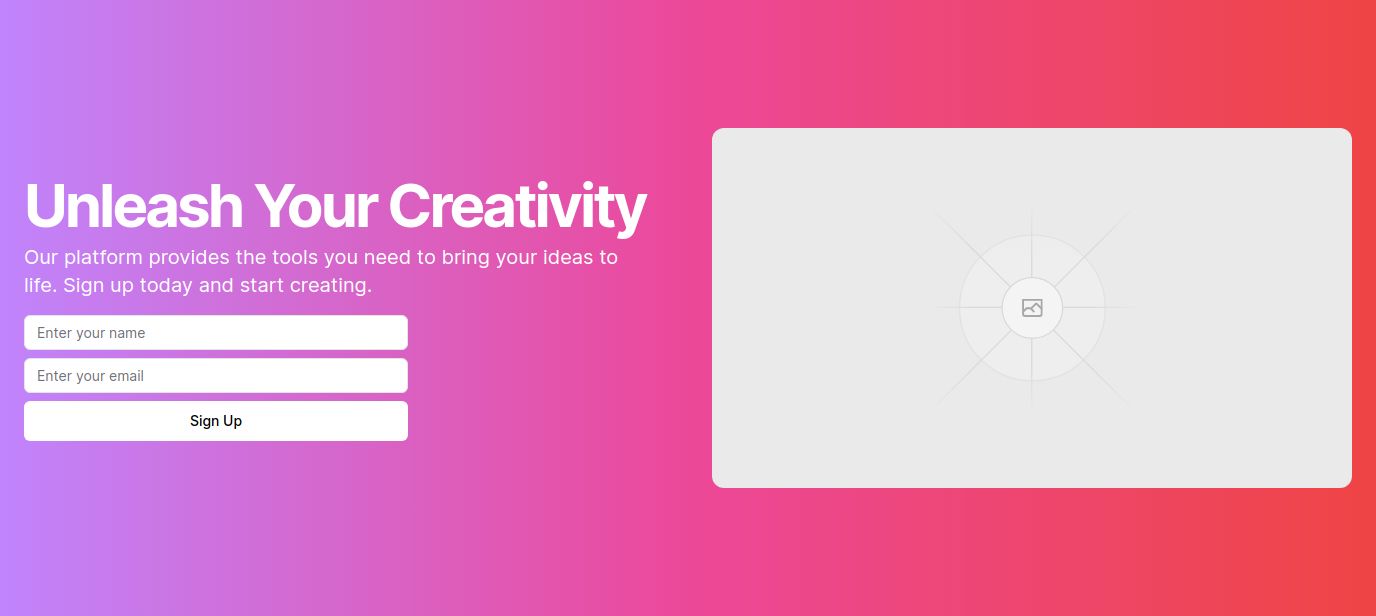 Unleash Your Creativity
Our platform provides the tools you need to bring your ideas to
life. Sign up today and start creating.
Enter your name
Enter your email
Sign Up